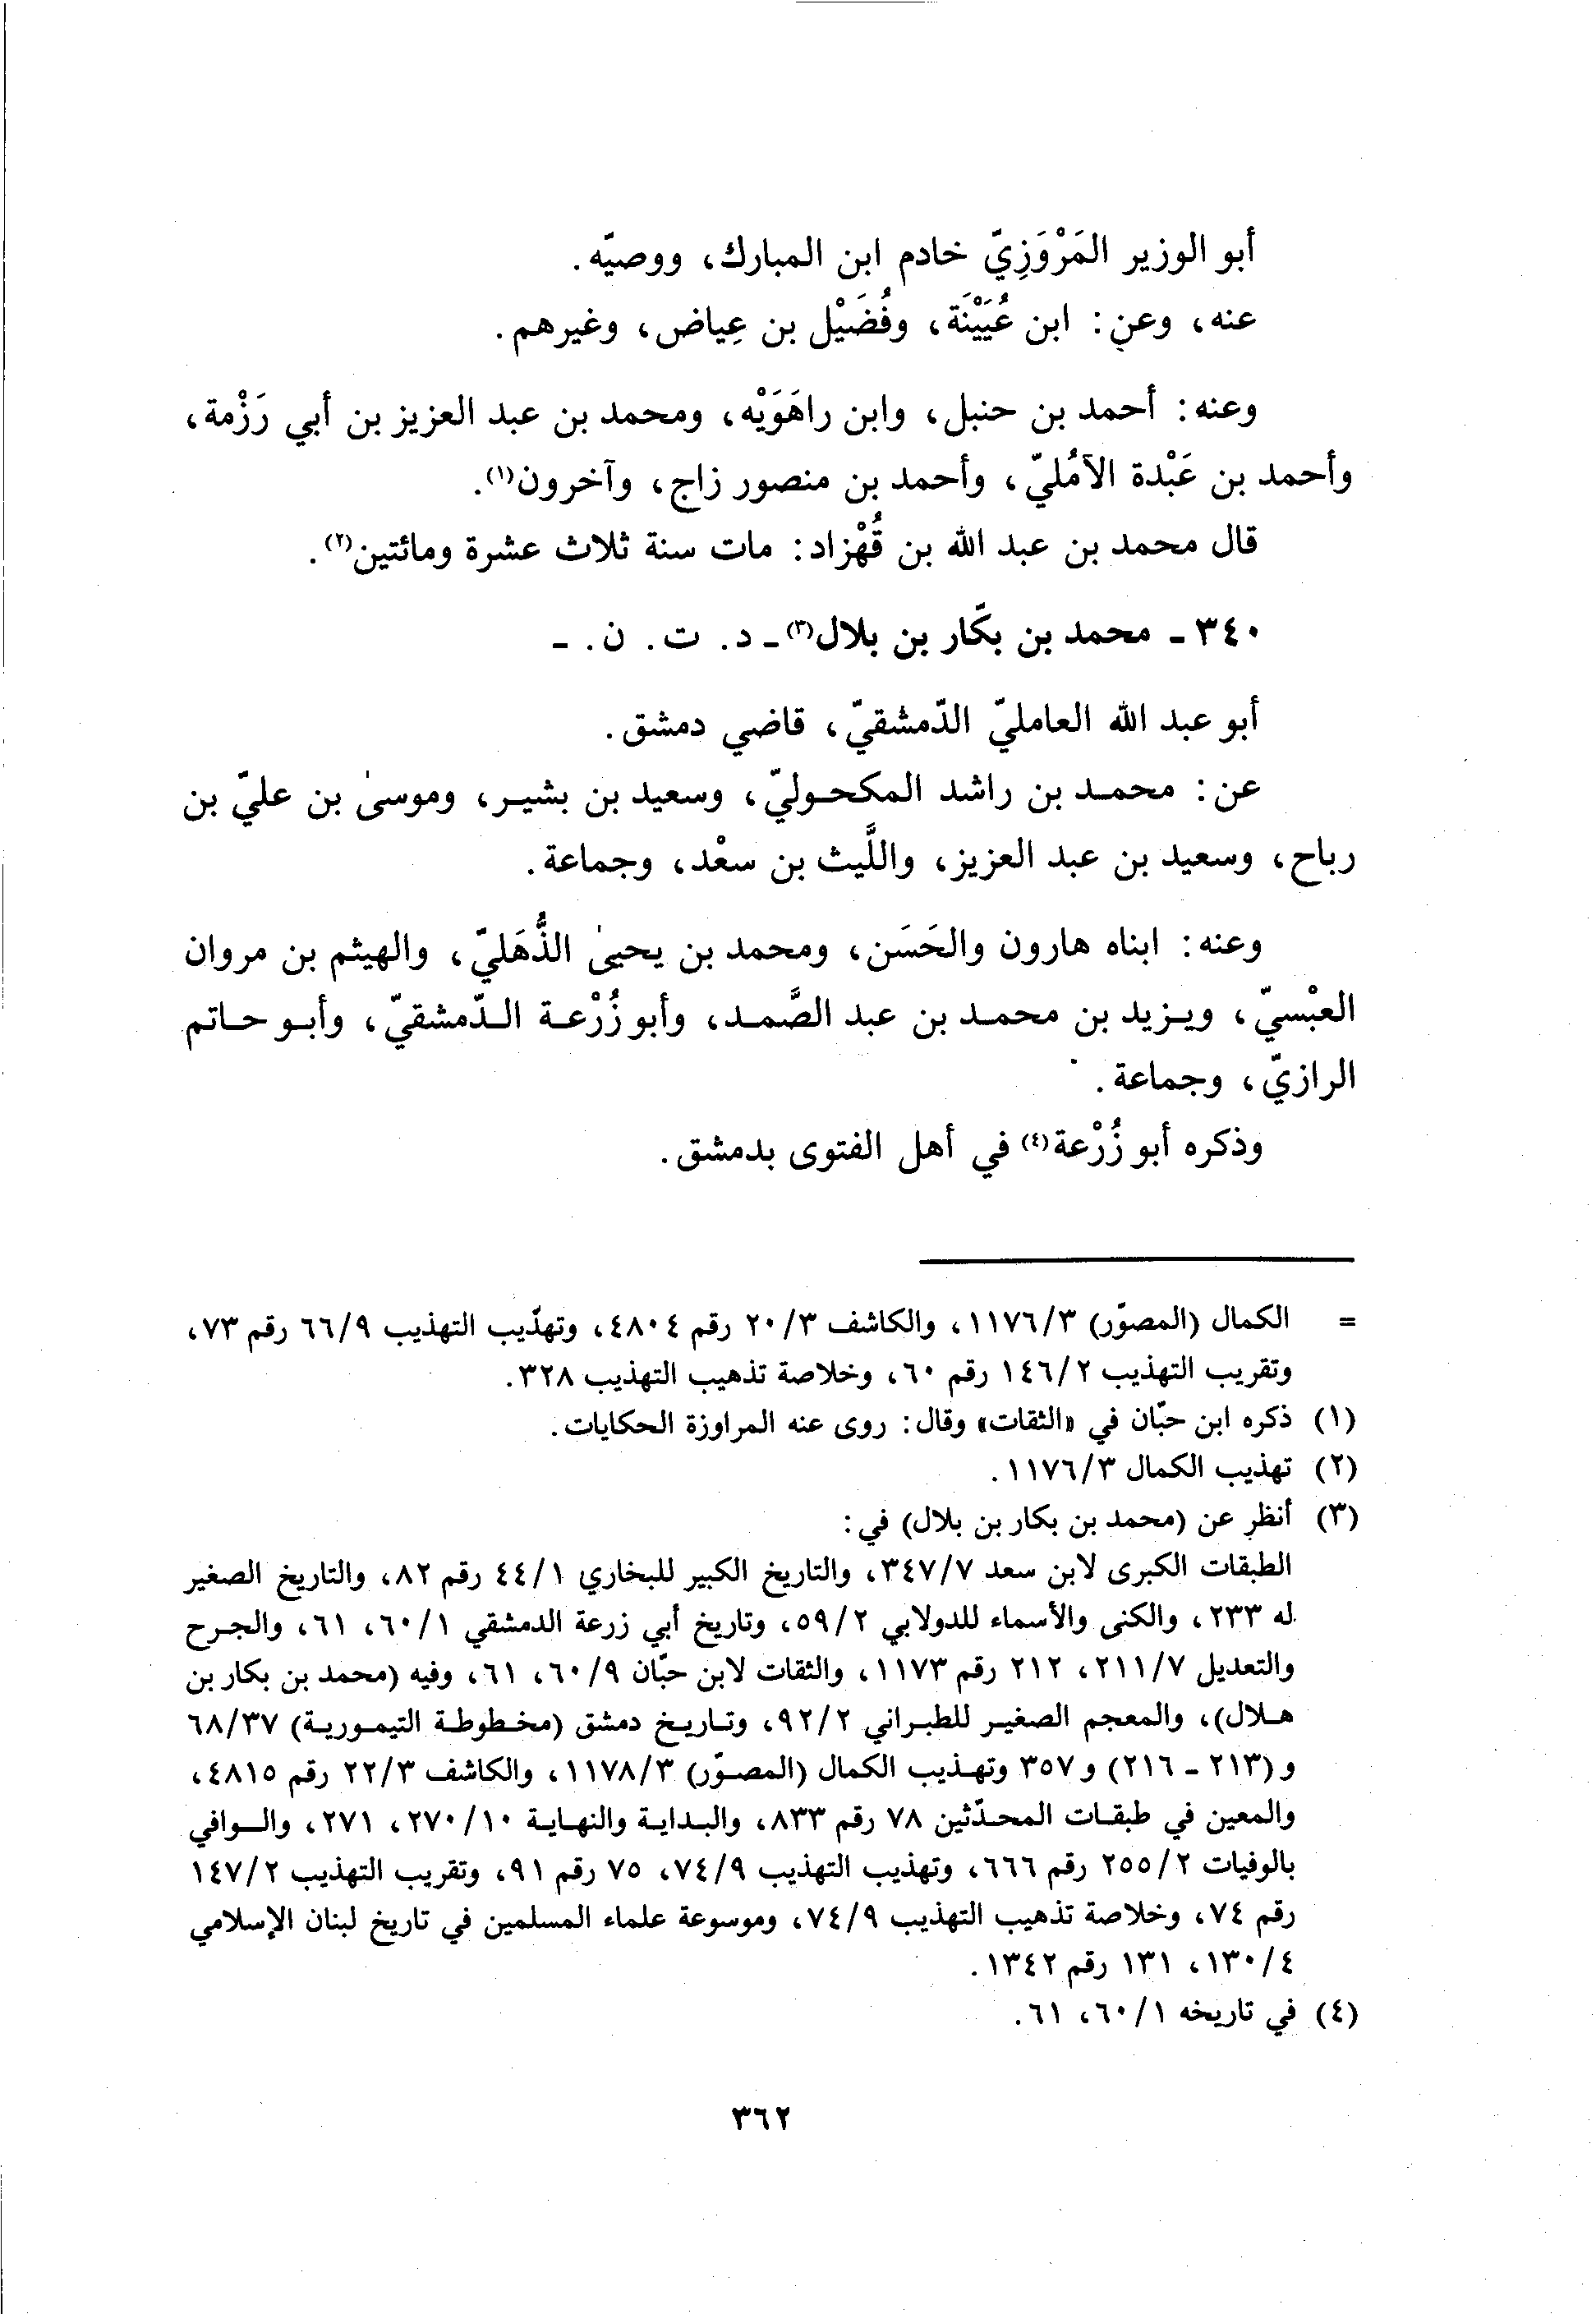 أبو الوزير المَرْوَزِيّ خادم ابن المبارك، ووصيّه.
عنه، وعن: ابن عُيَيْنَة، وفُضَيْل بن عِياض، وغيرهم.
وعنه: أحمد بن حنبل، وابن راهَوَيْه، ومحمد بن عبد العزيز بن أبي رَزْمة،
وأحمد بن عَبْدة الآمُليّ، وأحمد بن منصور زاج، وآخرون(١).
قال محمد بن عبد الله بن قُهْزاد: مات سنة ثلاث عشرة ومائتين(٢).
٣٤٠ - محمد بن بكّار بن بلال(٣) - د. ت. ن. -
أبو عبد الله العامليّ الدّمشقيّ، قاضي دمشق.
عن: محمد بن راشد المكحوليّ، وسعيد بن بشير، وموسىٰ بن عليّ بن
رباح، وسعيد بن عبد العزيز، واللَّيث بن سعْد، وجماعة.
وعنه: ابناه هارون والحَسَن، ومحمد بن يحيىٰ الذُّهَليّ، والهيثم بن مروان
العبْسيّ، ويزيد بن محمد بن عبد الصَّمد، وأبو زُرْعة الدّمشقيّ، وأبو حاتم
الرازيّ، وجماعة.
وذكره أبو زُرْعة(٤) في أهل الفتوى بدمشق.
= الكمال (المصوّر) ١١٧٦/٣، والكاشف ٢٠/٣ رقم ٤٨٠٤، وتهذّيب التهذيب ٦٦/٩ رقم ٧٣،
وتقريب التهذيب ١٤٦/٢ رقم ٦٠، وخلاصة تذهيب التهذيب ٣٢٨.
(١) ذكره ابن حبّان في «الثقات» وقال: روى عنه المراوزة الحكايات.
(٢) تهذيب الكمال ١١٧٦/٣.
(٣) أنظر عن (محمد بن بكار بن بلال) في:
الطبقات الكبرى لابن سعد ٣٤٧/٧، والتاريخ الكبير للبخاري ٤٤/١ رقم ٨٢، والتاريخ الصغير
له ٢٣٣، والكنى والأسماء للدولابي ٥٩/٢، وتاريخ أبي زرعة الدمشقي ٦٠/١، ٦١، والجرح
والتعديل ٢١١/٧، ٢١٢ رقم ١١٧٣، والثقات لابن حبّان ٦٠/٩، ٦١، وفيه (محمد بن بكار بن
هلال)، والمعجم الصغير للطبراني ٩٢/٢، وتاريخ دمشق (مخطوطة التيمورية) ٦٨/٣٧
و (٢١٣ - ٢١٦) و ٣٥٧ وتهذيب الكمال (المصوّر) ١١٧٨/٣، والكاشف ٢٢/٣ رقم ٤٨١٥،
والمعين في طبقات المحدّثين ٧٨ رقم ٨٣٣، والبداية والنهاية ٢٧٠/١٠، ٢٧١، والوافي
بالوفيات ٢٥٥/٢ رقم ٦٦٦، وتهذيب التهذيب ٧٤/٩، ٧٥ رقم ٩١، وتقريب التهذيب ١٤٧/٢
رقم ٧٤، وخلاصة تذهيب التهذيب ٧٤/٩، وموسوعة علماء المسلمين في تاريخ لبنان الإسلامي
١٣٠/٤، ١٣١ رقم ١٣٤٢.
(٤) في تاريخه ٦٠/١، ٦١.
٣٦٢